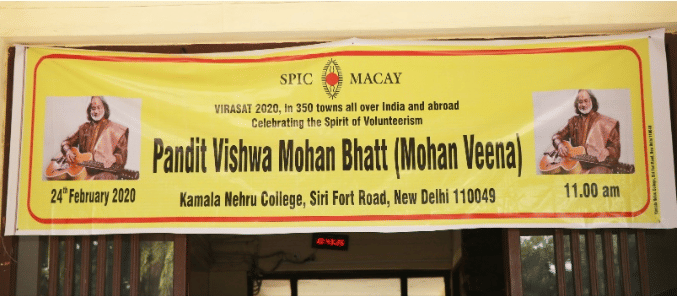 SPIC MACAY
VIRASAT 2020, In 350 towns all over India and abroad
Celebrating the Spirit of Volunteerism
Pandit Vishwa Mohan Bhatt (Mohan Veena)
24th February 2020
Kamala Nehru College, Siri Fort Road, New Delhi 110049
11.00 am